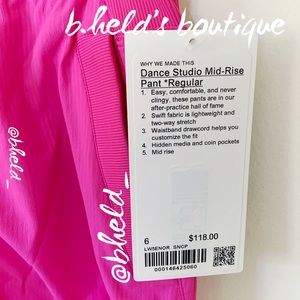 b.held's boutique
WHY WE MADE THIS
Dance Studio Mid-Rise
Pant *Regular
1. Easy, comfortable, and never
clingy, these pants are in our
after-practice hall of fame
2. Swift fabric is lightweight and
two-way stretch
3. Waistband drawcord helps you
customize the fit
4. Hidden media and coin pockets
5. Mid rise
6 $118.00
LW5ENOR SNCP
000146425060
@bheld_
@bheld_